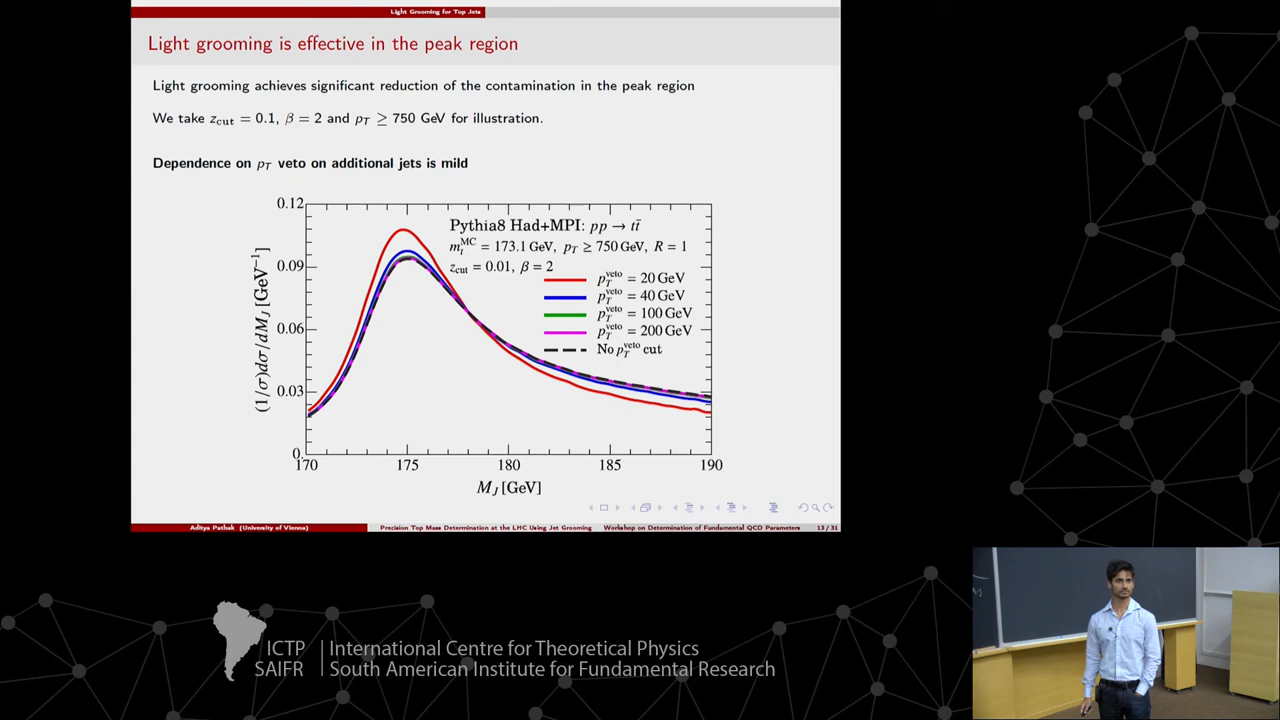 Light Grooming for Top Jets
Light grooming is effective in the peak region
Light grooming achieves significant reduction of the contamination in the peak region
We take z_cut = 0.1, β = 2 and p_T ≥ 750 GeV for illustration.
Dependence on p_T veto on additional jets is mild
0.12
0.09
0.06
0.03
0.
(1/σ)dσ/dM_J [GeV⁻¹]
Pythia8 Had+MPI: pp → tt̄
m_t^MC = 173.1 GeV, p_T ≥ 750 GeV, R = 1
z_cut = 0.01, β = 2
p_T^veto = 20 GeV
p_T^veto = 40 GeV
p_T^veto = 100 GeV
p_T^veto = 200 GeV
No p_T^veto cut
170 175 180 185 190
M_J [GeV]
Aditya Pathak (University of Vienna) Precision Top Mass Determination at the LHC Using Jet Grooming Workshop on Determination of Fundamental QCD Parameters 13 / 31
ICTP
SAIFR
International Centre for Theoretical Physics
South American Institute for Fundamental Research